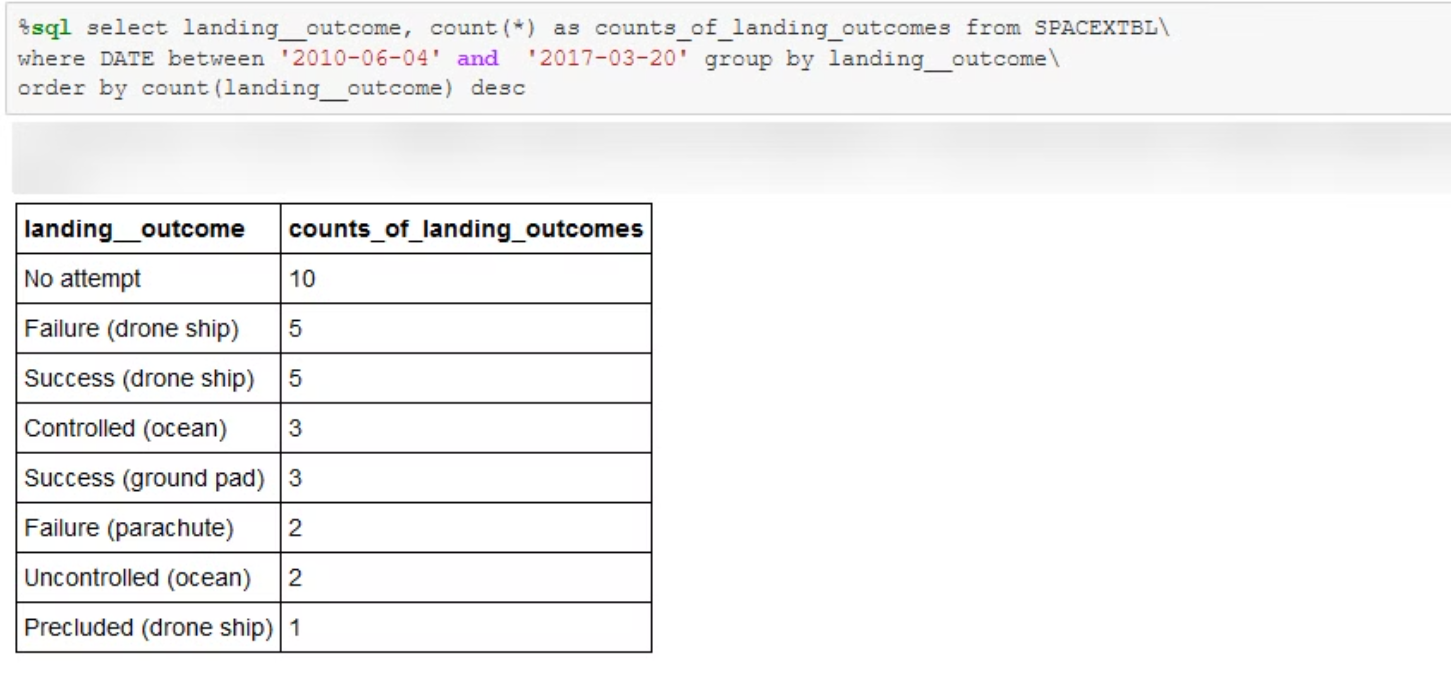 %sql select landing__outcome, count(*) as counts_of_landing_outcomes from SPACEXTBL\
where DATE between '2010-06-04' and  '2017-03-20' group by landing__outcome\
order by count(landing__outcome) desc
landing__outcome counts_of_landing_outcomes
No attempt 10
Failure (drone ship) 5
Success (drone ship) 5
Controlled (ocean) 3
Success (ground pad) 3
Failure (parachute) 2
Uncontrolled (ocean) 2
Precluded (drone ship) 1